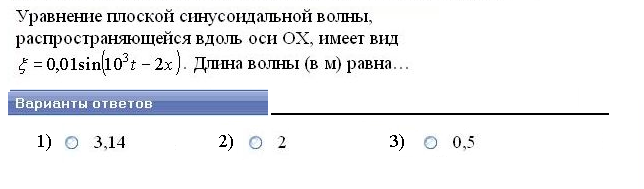 Уравнение плоской синусоидальной волны,
распространяющейся вдоль оси ОХ, имеет вид
ξ = 0,01sin(10³t − 2x). Длина волны (в м) равна…
Варианты ответов
1) 3,14 2) 2 3) 0,5